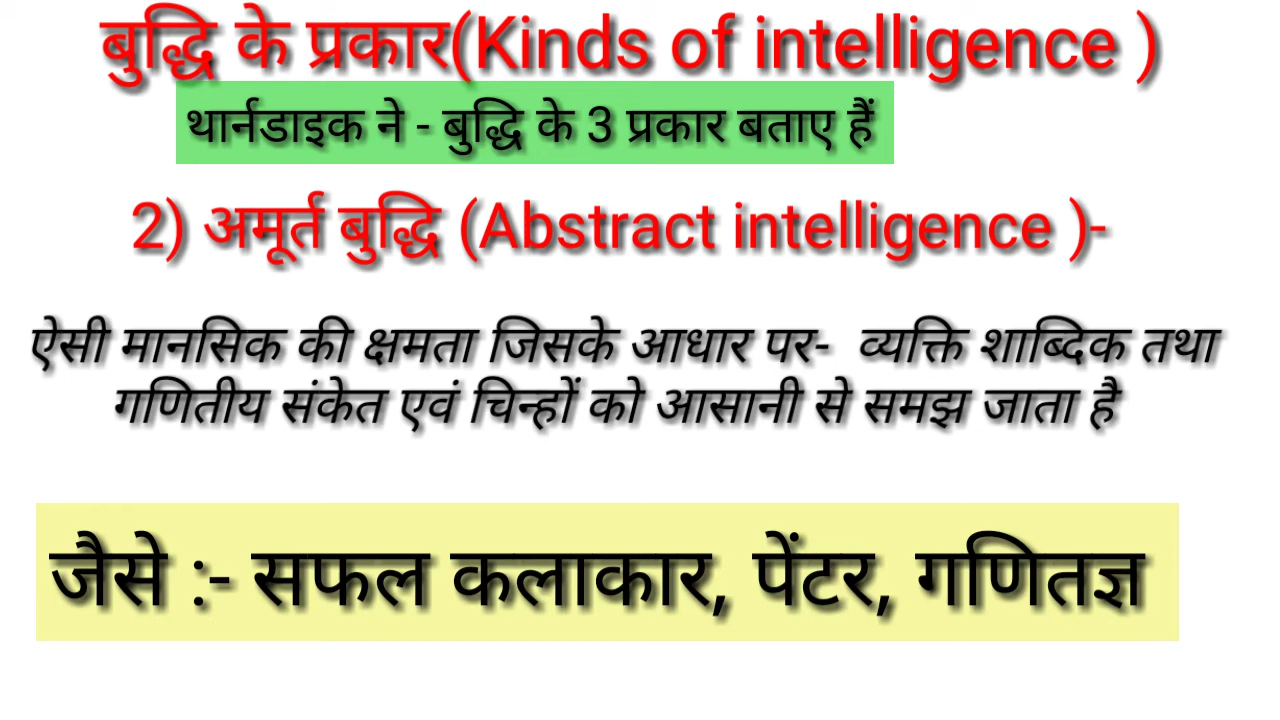 बुद्धि के प्रकार(Kinds of intelligence )
थार्नडाइक ने - बुद्धि के 3 प्रकार बताए हैं
2) अमूर्त बुद्धि (Abstract intelligence )-
ऐसी मानसिक की क्षमता जिसके आधार पर- व्यक्ति शाब्दिक तथा
गणितीय संकेत एवं चिन्हों को आसानी से समझ जाता है
जैसे :- सफल कलाकार, पेंटर, गणितज्ञ